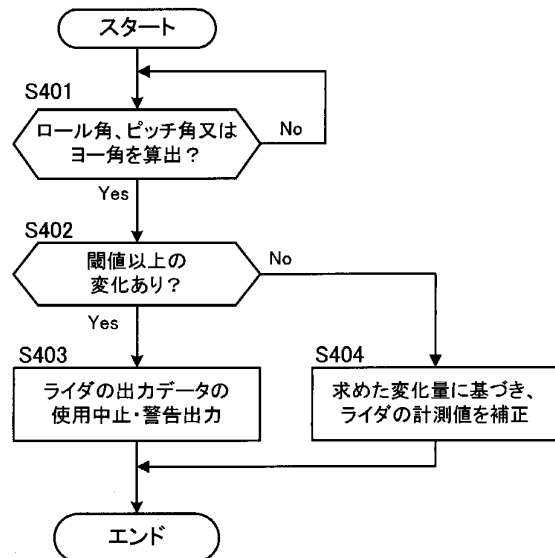 スタート
S401
ロール角、ピッチ角又は
ヨー角を算出？
No
Yes
S402
閾値以上の
変化あり？
No
Yes
S403
ライダの出力データの
使用中止・警告出力
S404
求めた変化量に基づき、
ライダの計測値を補正
エンド